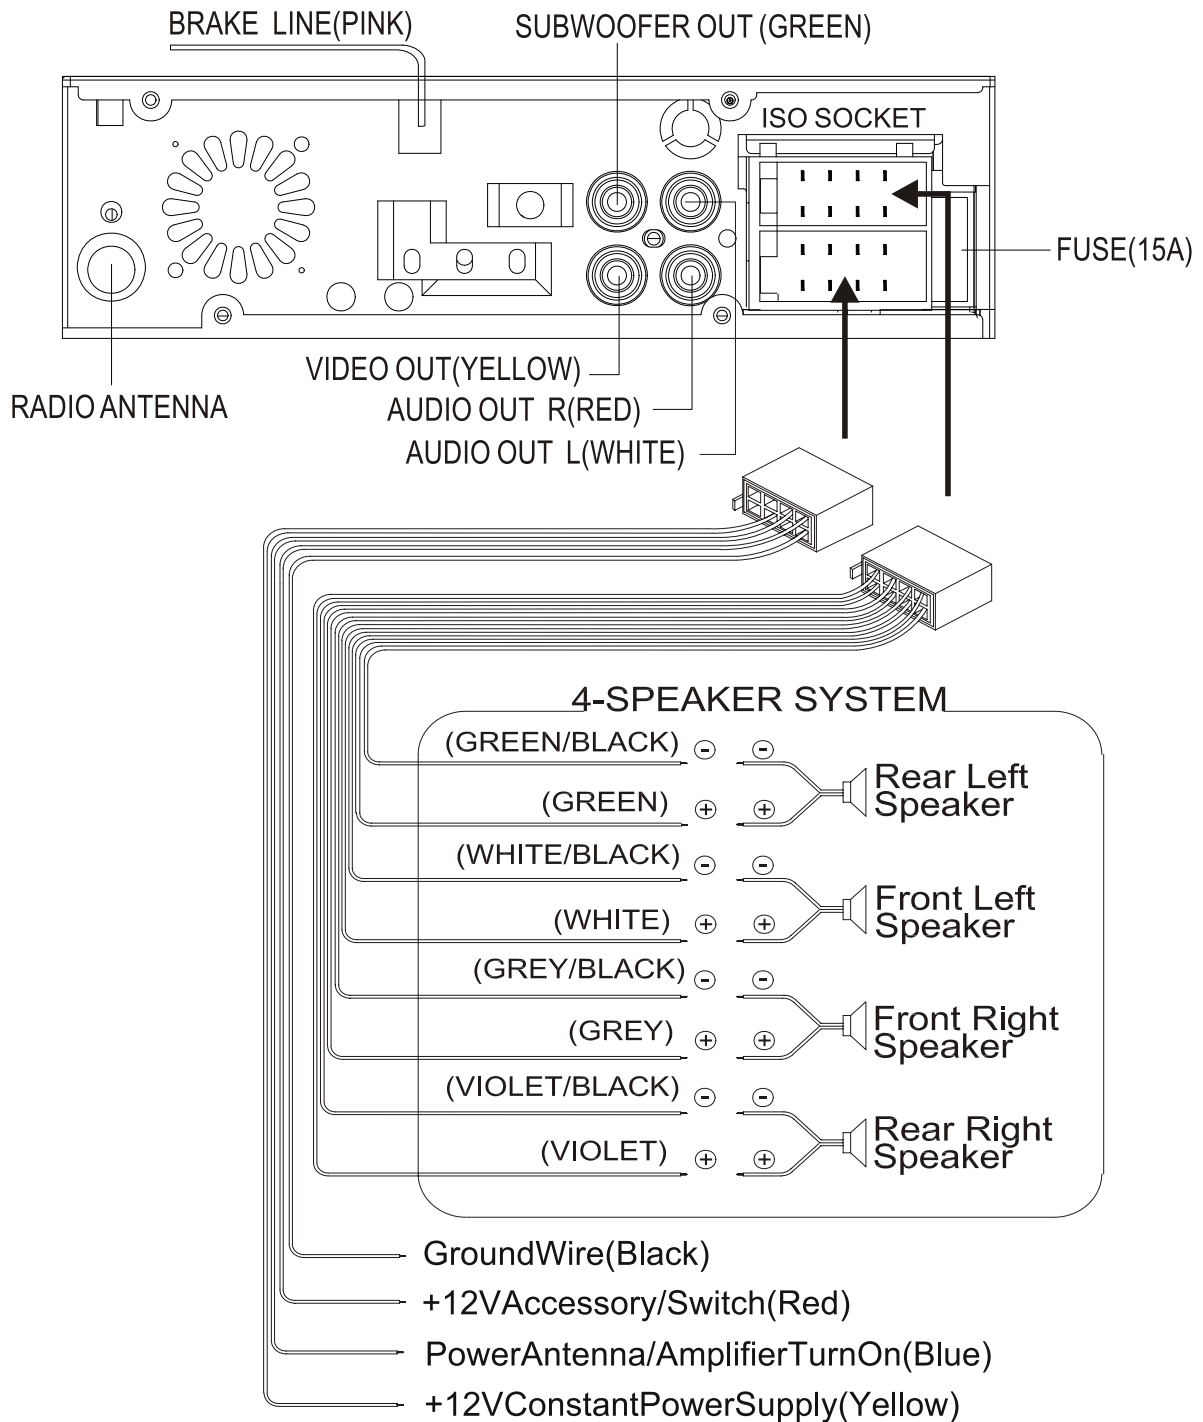 BRAKE LINE(PINK)
SUBWOOFER OUT (GREEN)
ISO SOCKET
FUSE(15A)
VIDEO OUT(YELLOW)
RADIO ANTENNA
AUDIO OUT R(RED)
AUDIO OUT L(WHITE)
4-SPEAKER SYSTEM
(GREEN/BLACK) - -
Rear Left
Speaker
(GREEN) + +
(WHITE/BLACK) - -
Front Left
Speaker
(WHITE) + +
(GREY/BLACK) - -
Front Right
Speaker
(GREY) + +
(VIOLET/BLACK) - -
Rear Right
Speaker
(VIOLET) + +
GroundWire(Black)
+12VAccessory/Switch(Red)
PowerAntenna/AmplifierTurnOn(Blue)
+12VConstantPowerSupply(Yellow)